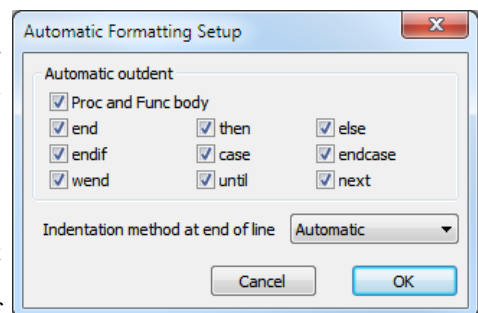 Automatic Formatting Setup
Automatic outdent
Proc and Func body
end then else
endif case endcase
wend until next
Indentation method at end of line Automatic
Cancel OK